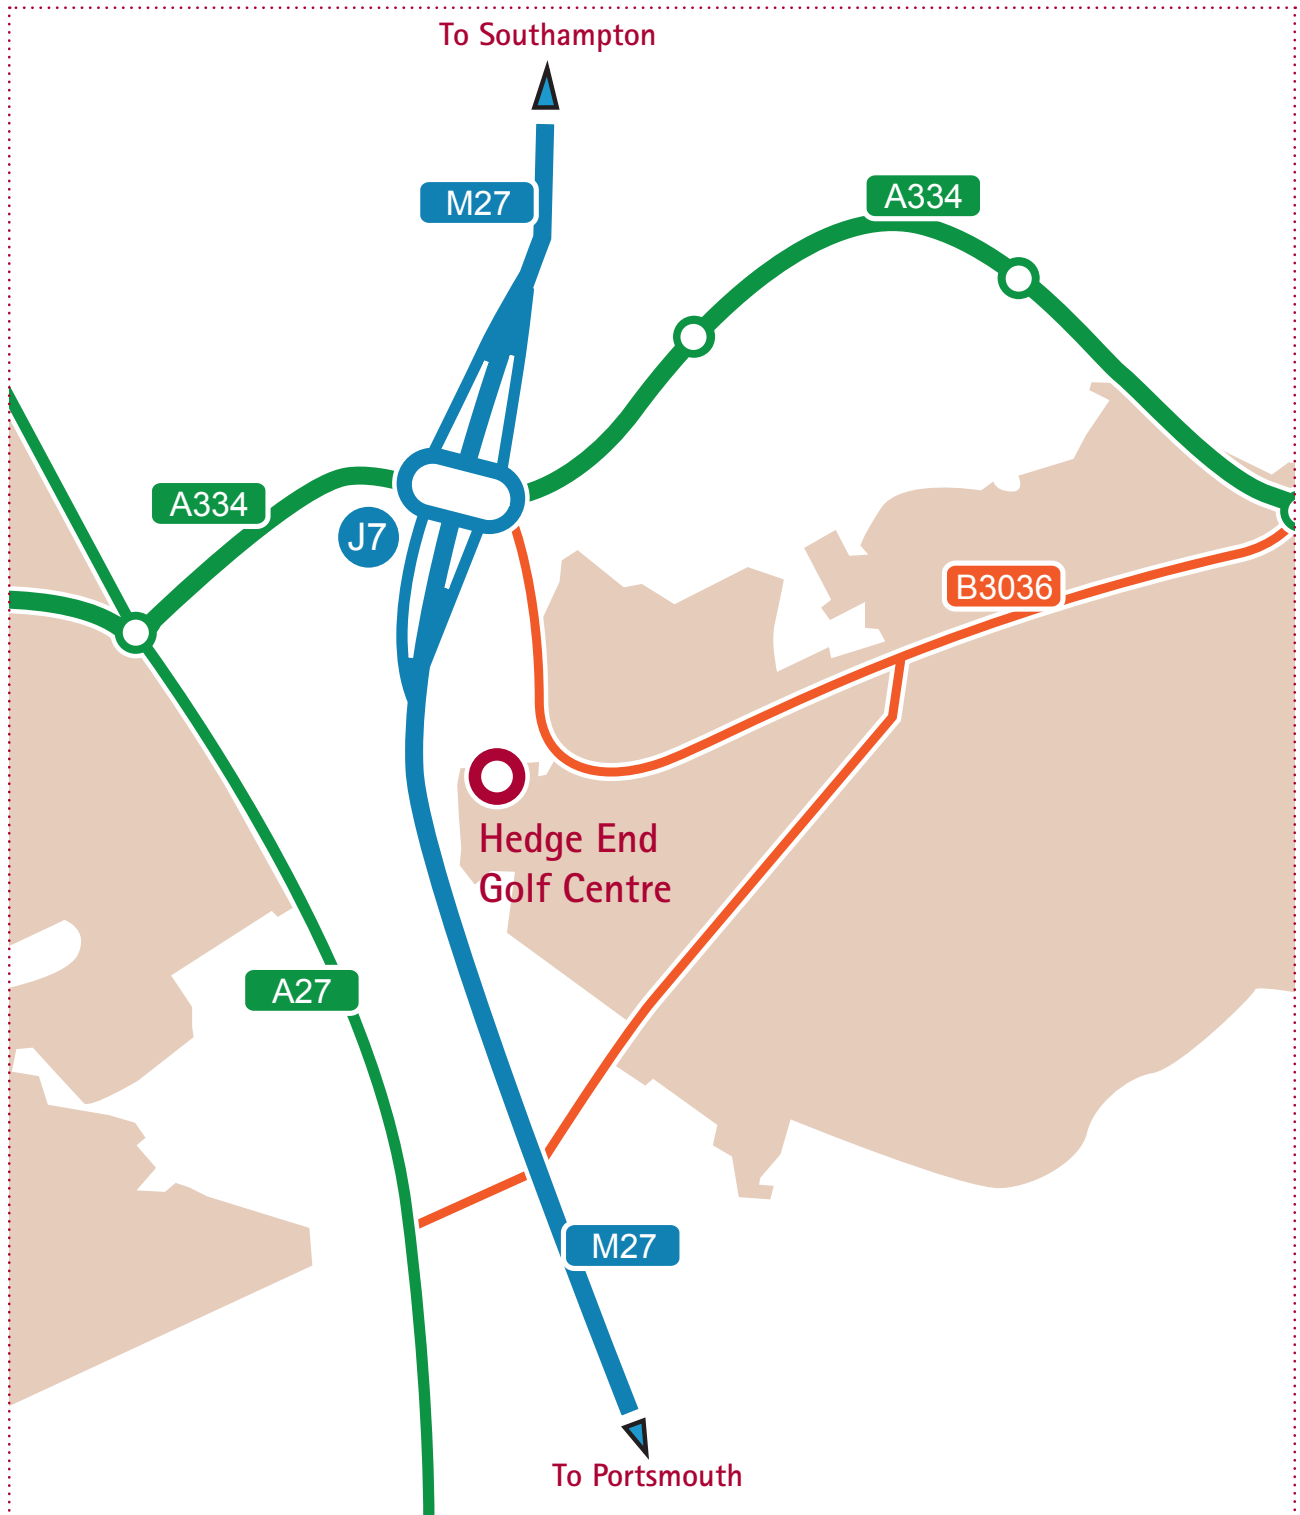 To Southampton
M27
A334
A334
J7
B3036
Hedge End
Golf Centre
A27
M27
To Portsmouth